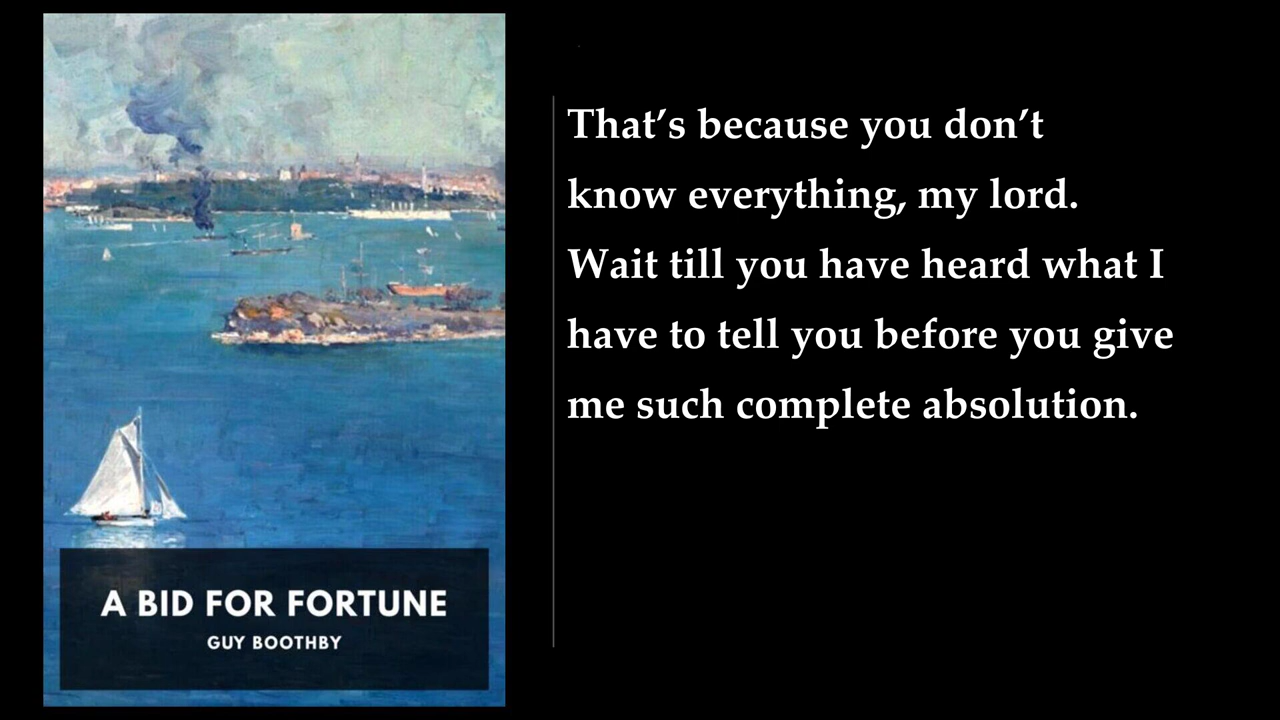 That’s because you don’t
know everything, my lord.
Wait till you have heard what I
have to tell you before you give
me such complete absolution.
A BID FOR FORTUNE
GUY BOOTHBY